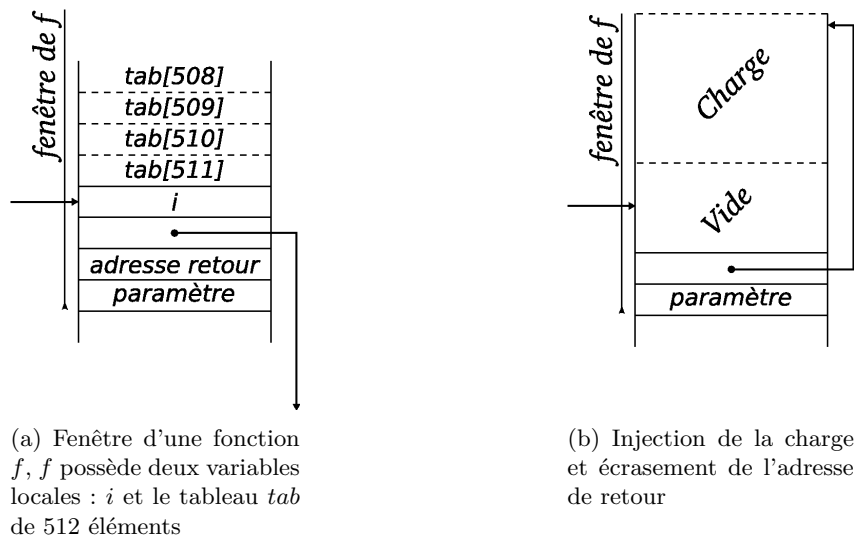 fenêtre de f
tab[508]
tab[509]
tab[510]
tab[511]
i
adresse retour
paramètre
(a) Fenêtre d'une fonction
f, f possède deux variables
locales : i et le tableau tab
de 512 éléments
fenêtre de f
Charge
Vide
paramètre
(b) Injection de la charge
et écrasement de l'adresse
de retour